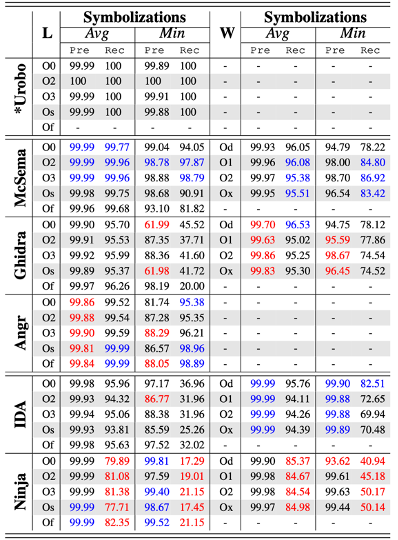 L Symbolizations W Symbolizations
Avg Min Avg Min
Pre Rec Pre Rec Pre Rec Pre Rec
*Urobo
O0 99.99 100 99.89 100 - - - - -
O2 100 100 100 100 - - - - -
O3 99.99 100 99.91 100 - - - - -
Os 99.99 100 99.88 100 - - - - -
Of - - - - - - - - -
McSema
O0 99.99 99.77 99.04 94.05 Od 99.93 96.05 94.79 78.22
O2 99.99 99.96 98.78 97.87 O1 99.96 96.08 98.00 84.80
O3 99.99 99.96 98.88 98.79 O2 99.97 95.38 98.70 86.92
Os 99.98 99.75 98.68 90.91 Ox 99.95 95.51 96.54 83.42
Of 99.96 99.68 93.10 81.82 - - - - -
Ghidra
O0 99.90 95.70 61.99 45.52 Od 99.70 96.53 94.75 78.12
O2 99.91 95.53 87.35 37.71 O1 99.63 95.02 95.59 77.86
O3 99.92 95.99 88.36 41.60 O2 99.86 95.25 98.67 74.54
Os 99.89 95.37 61.98 41.72 Ox 99.83 95.30 96.45 74.52
Of 99.97 96.26 98.19 20.00 - - - - -
Angr
O0 99.86 99.52 81.74 95.38 - - - - -
O2 99.88 99.54 87.28 95.35 - - - - -
O3 99.90 99.59 88.29 96.21 - - - - -
Os 99.81 99.99 86.57 98.96 - - - - -
Of 99.84 99.99 88.05 98.89 - - - - -
IDA
O0 99.98 95.96 97.17 36.96 Od 99.99 95.76 99.90 82.51
O2 99.93 94.32 86.77 31.96 O1 99.99 94.11 99.88 72.65
O3 99.94 95.06 88.38 31.96 O2 99.99 94.26 99.88 69.94
Os 99.93 93.81 85.59 25.26 Ox 99.99 94.39 99.89 70.48
Of 99.98 95.63 97.52 32.02 - - - - -
Ninja
O0 99.99 79.89 99.81 17.29 Od 99.90 85.37 93.62 40.94
O2 99.99 81.08 97.59 19.01 O1 99.98 84.67 99.61 45.18
O3 99.99 81.38 99.40 21.15 O2 99.98 84.54 99.63 50.17
Os 99.99 77.71 98.67 17.45 Ox 99.97 84.98 99.44 50.14
Of 99.99 82.35 99.52 21.15 - - - - -